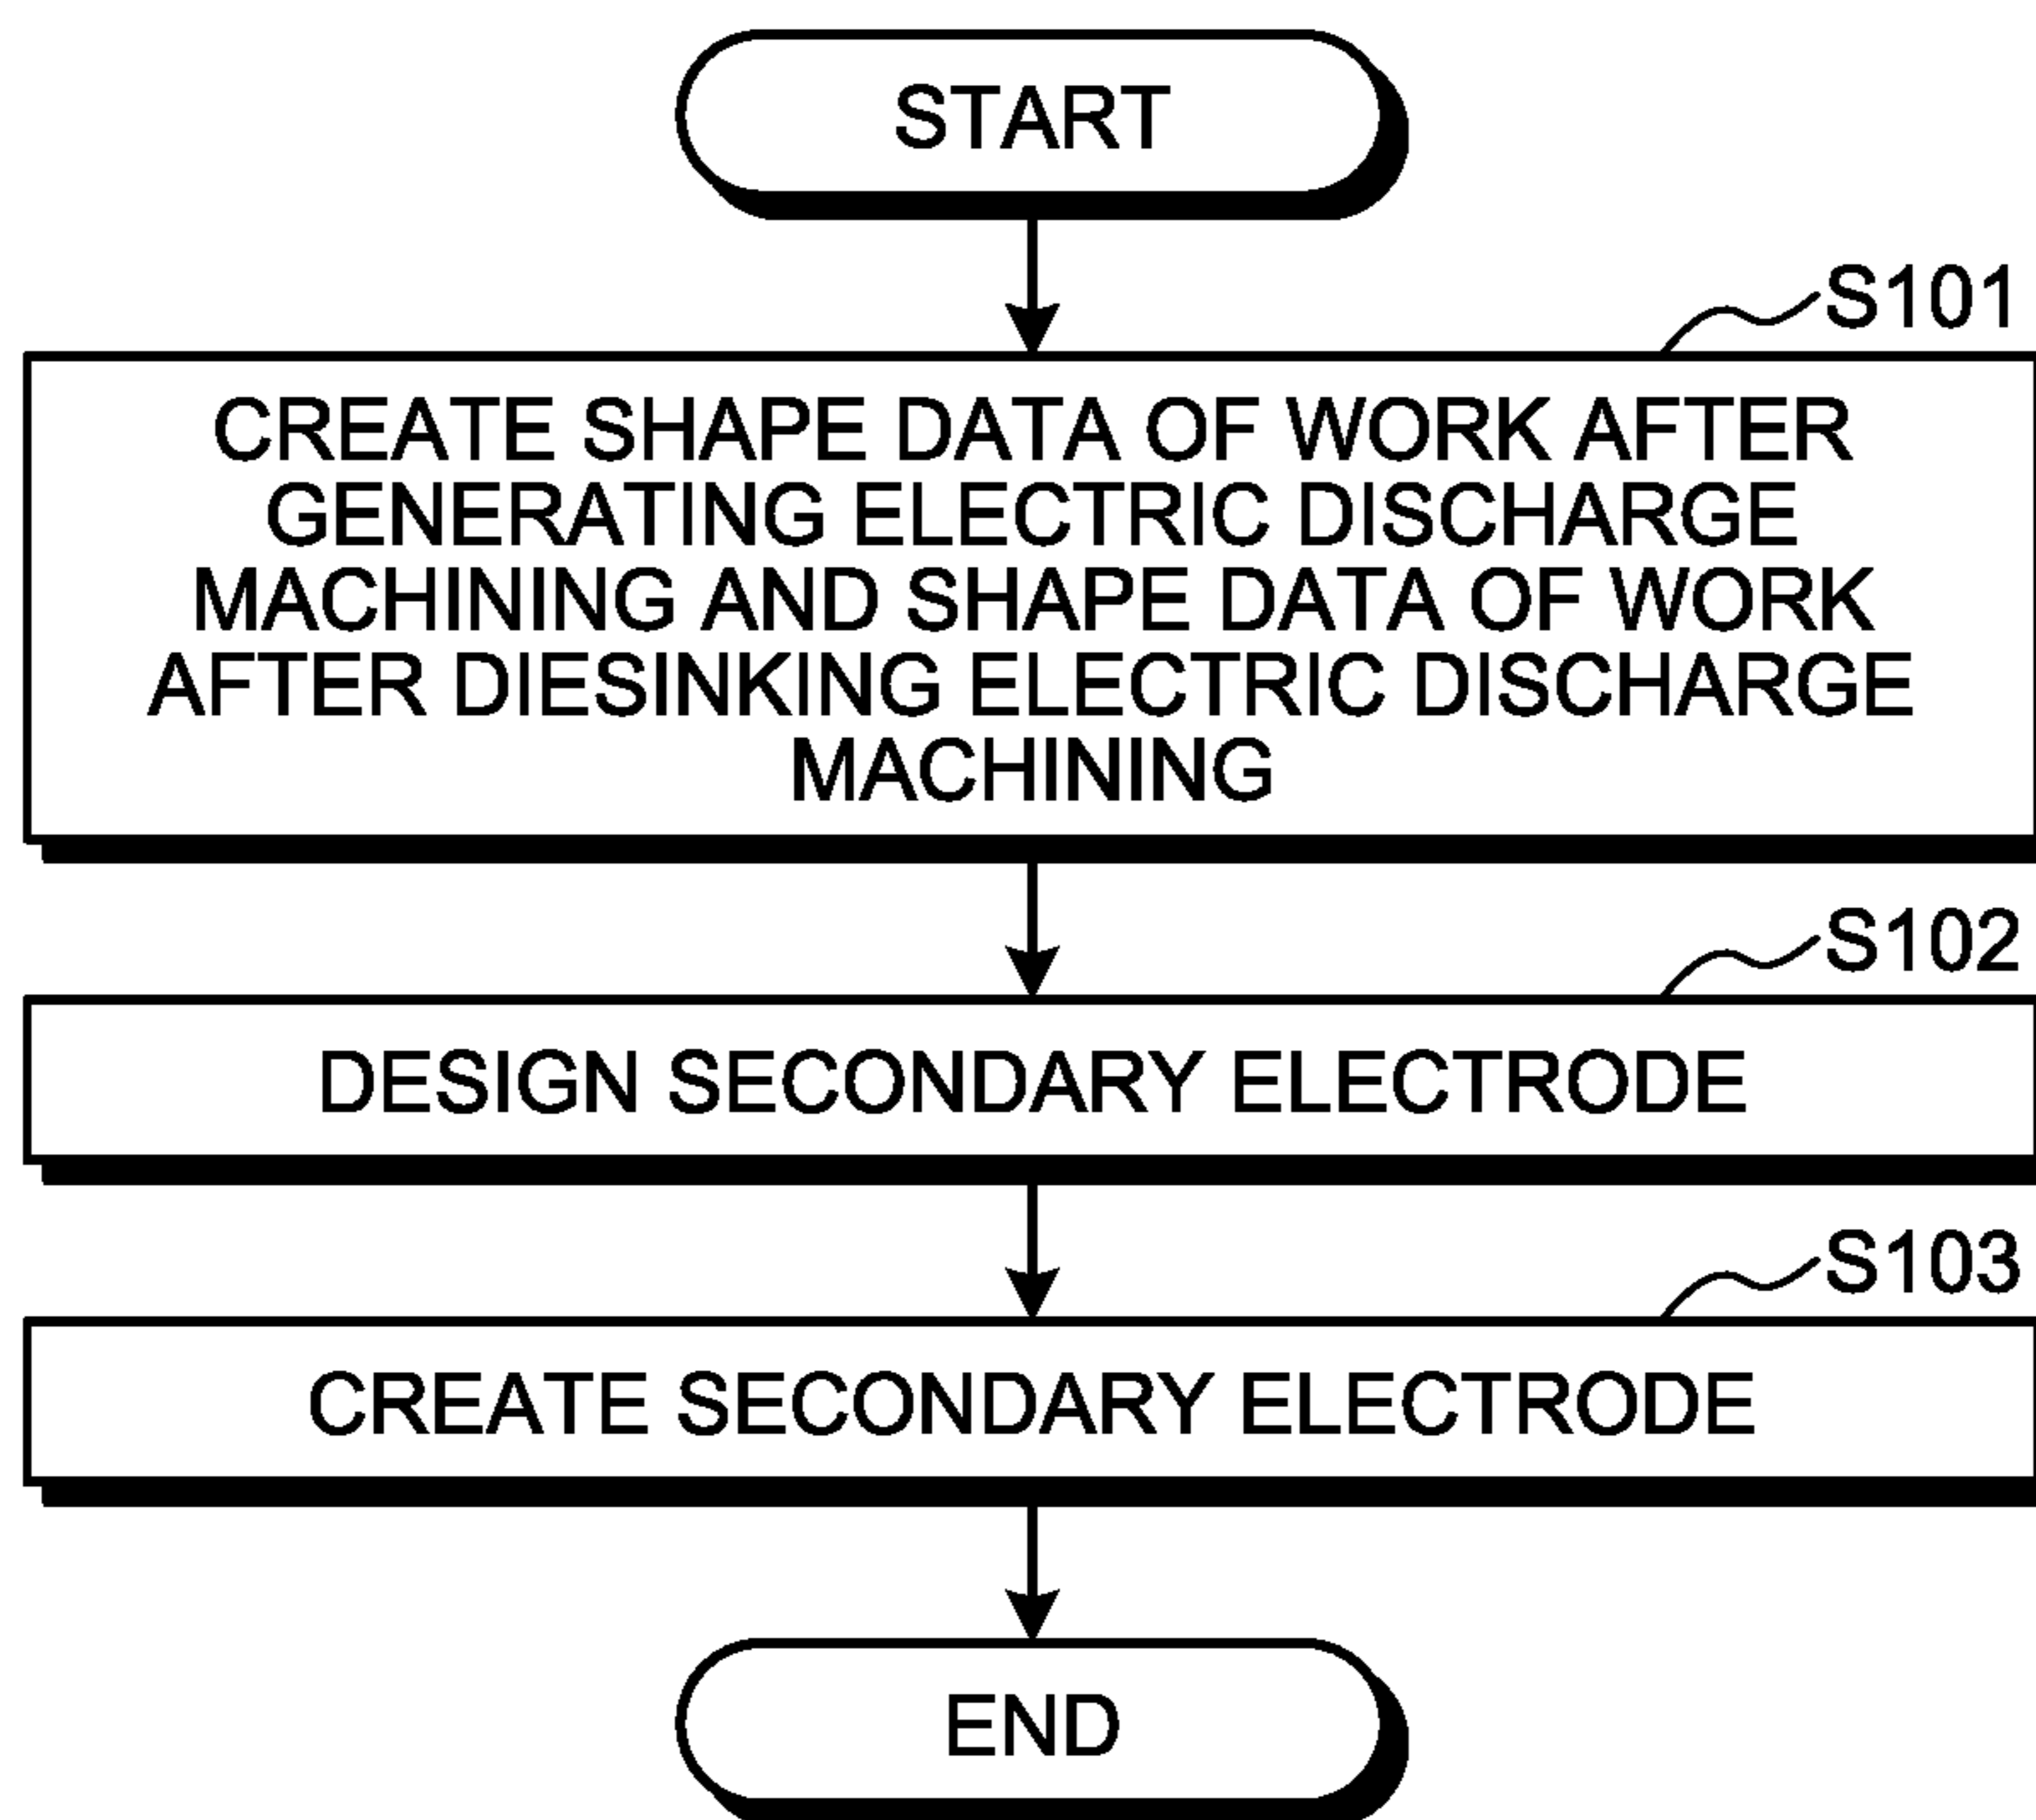 START
S101
CREATE SHAPE DATA OF WORK AFTER
GENERATING ELECTRIC DISCHARGE
MACHINING AND SHAPE DATA OF WORK
AFTER DIESINKING ELECTRIC DISCHARGE
MACHINING
S102
DESIGN SECONDARY ELECTRODE
S103
CREATE SECONDARY ELECTRODE
END